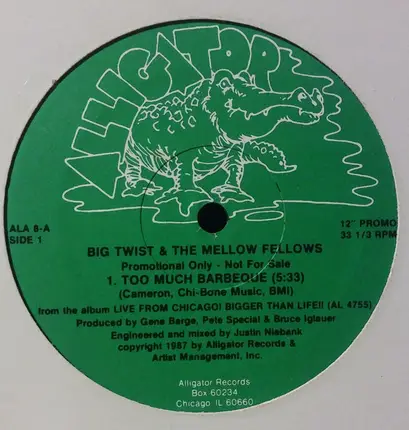 ALLIGATOR
ALA 8-A
SIDE 1
12" PROMO
33 1/3 RPM
BIG TWIST & THE MELLOW FELLOWS
Promotional Only - Not For Sale
1. TOO MUCH BARBEQUE (5:33)
(Cameron, Chi-Bone Music, BMI)
from the album LIVE FROM CHICAGO! BIGGER THAN LIFE!! (AL 4755)
Produced by Gene Barge, Pete Special & Bruce Iglauer
Engineered and mixed by Justin Niebank
copyright 1987 by Alligator Records &
Artist Management, Inc.
Alligator Records
Box 60234
Chicago IL 60660